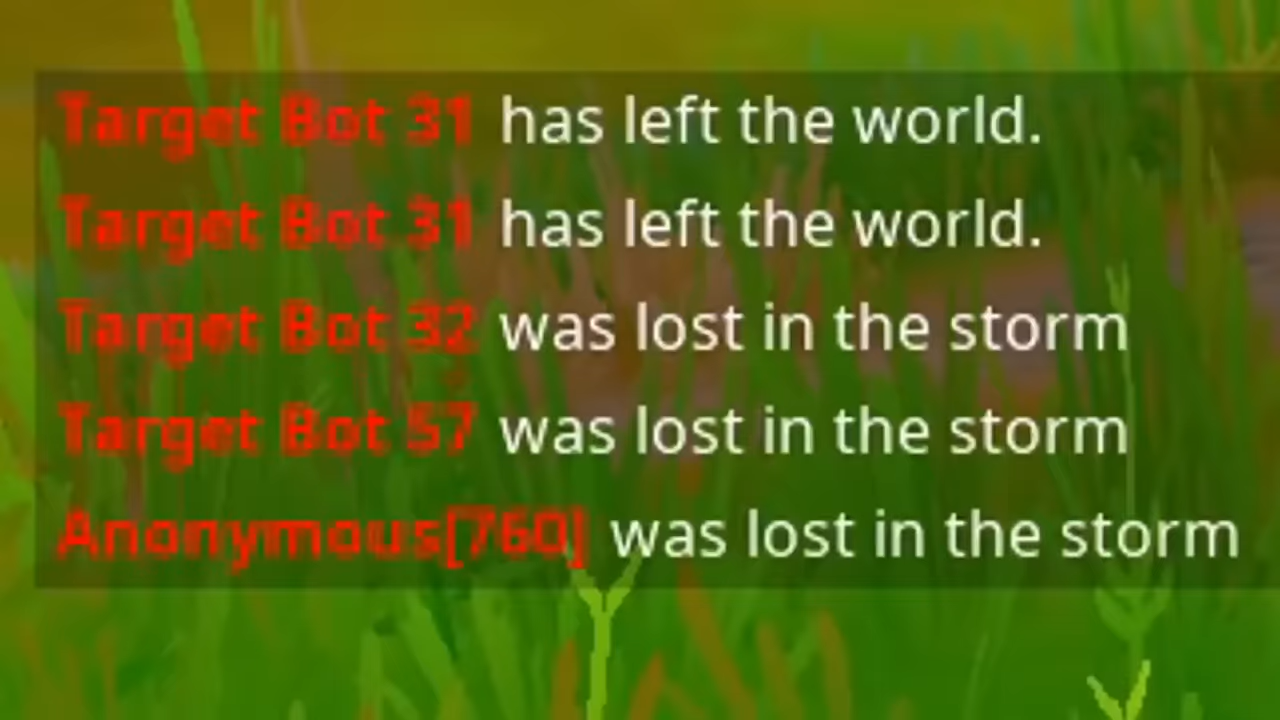 Target Bot 31 has left the world.
Target Bot 31 has left the world.
Target Bot 32 was lost in the storm
Target Bot 57 was lost in the storm
Anonymous[760] was lost in the storm